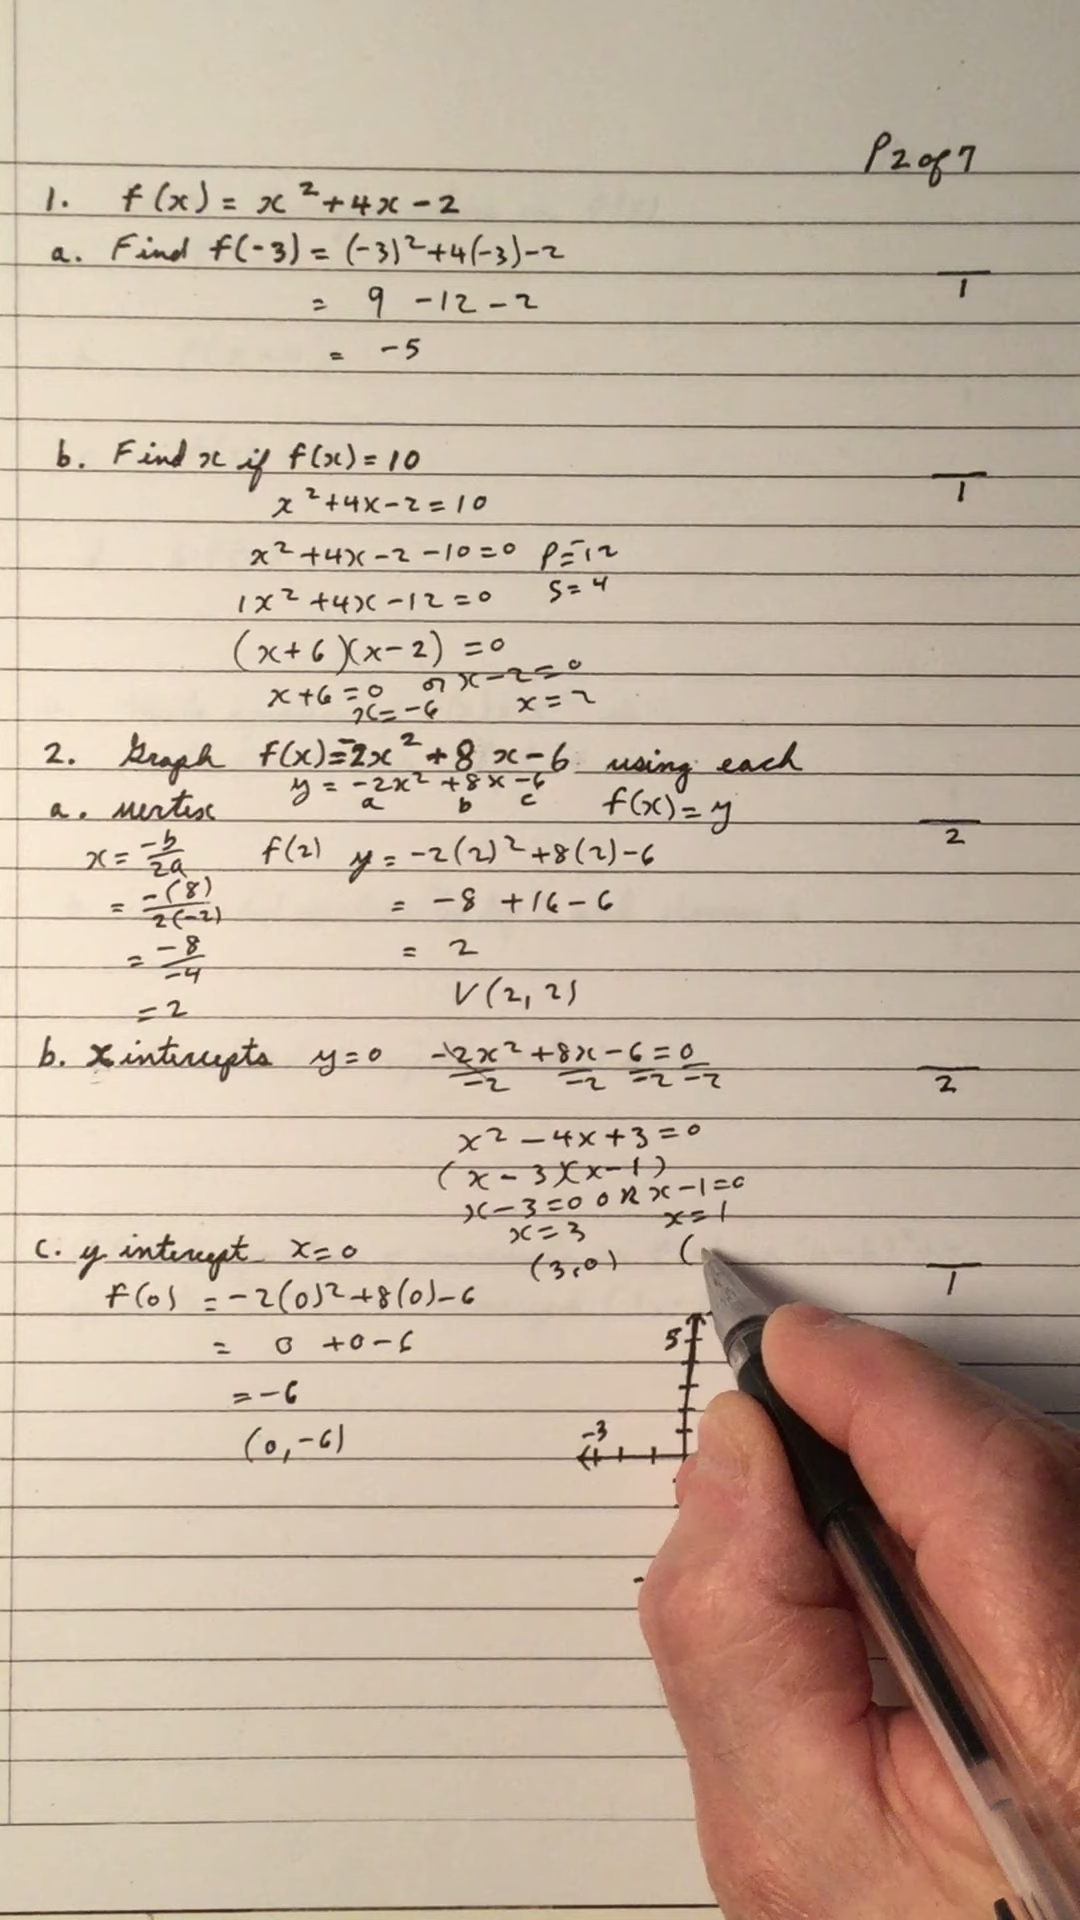 P2 of 7
1. f(x) = x² + 4x - 2
a. Find f(-3) = (-3)² + 4(-3) - 2
1
= 9 - 12 - 2
= -5
b. Find x if f(x) = 10
1
x² + 4x - 2 = 10
x² + 4x - 2 - 10 = 0 P = -12
S = 4
1x² + 4x - 12 = 0
(x + 6)(x - 2) = 0
x + 6 = 0 or x - 2 = 0
x = -6 x = 2
2. Graph f(x) = -2x² + 8x - 6 using each
y = -2x² + 8x - 6
a b c
a. vertex f(x) = y
2
x = -b/2a f(2) y = -2(2)² + 8(2) - 6
= -(8)/2(-2) = -8 + 16 - 6
= -8/-4 = 2
= 2 V(2, 2)
b. x intercepts y = 0 -2x²/-2 + 8x/-2 - 6/-2 = 0/-2
2
x² - 4x + 3 = 0
(x - 3)(x - 1)
x - 3 = 0 OR x - 1 = 0
x = 3 x = 1
(3,0) (
c. y intercept x = 0
1
f(0) = -2(0)² + 8(0) - 6
= 0 + 0 - 6
= -6
(0, -6)
5
-3